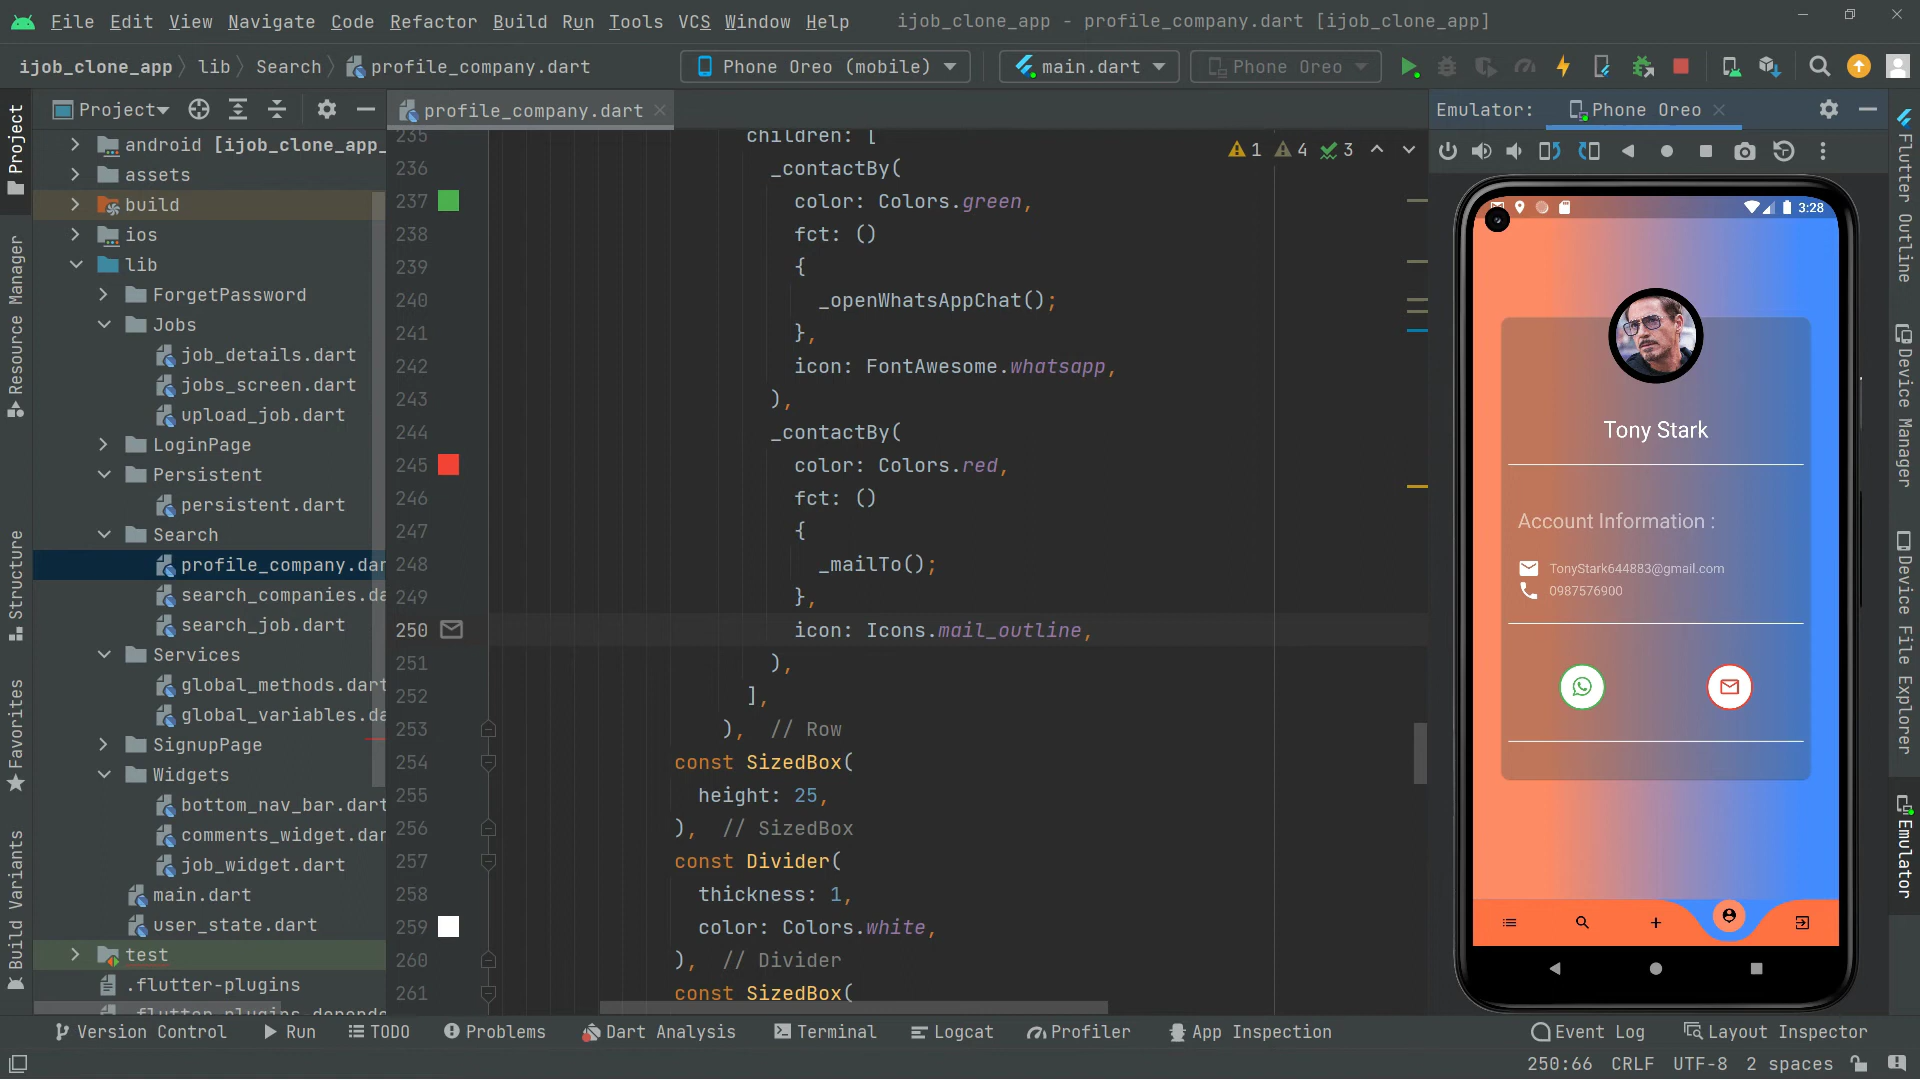 File Edit View Navigate Code Refactor Build Run Tools VCS Window Help ijob_clone_app - profile_company.dart [ijob_clone_app]
ijob_clone_app lib Search profile_company.dart Phone Oreo (mobile) main.dart Phone Oreo
Project profile_company.dart Emulator: Phone Oreo
android [ijob_clone_app_
assets
build
ios
lib
ForgetPassword
Jobs
job_details.dart
jobs_screen.dart
upload_job.dart
LoginPage
Persistent
persistent.dart
Search
profile_company.dar
search_companies.da
search_job.dart
Services
global_methods.dart
global_variables.da
SignupPage
Widgets
bottom_nav_bar.dart
comments_widget.dar
job_widget.dart
main.dart
user_state.dart
test
.flutter-plugins
.flutter-plugins-depende
Project
Resource Manager
Structure
Favorites
Build Variants
1 4 3
235 children: [
236 _contactBy(
237 color: Colors.green,
238 fct: ()
239 {
240 _openWhatsAppChat();
241 },
242 icon: FontAwesome.whatsapp,
243 ),
244 _contactBy(
245 color: Colors.red,
246 fct: ()
247 {
248 _mailTo();
249 },
250 icon: Icons.mail_outline,
251 ),
252 ],
253 ), // Row
254 const SizedBox(
255 height: 25,
256 ), // SizedBox
257 const Divider(
258 thickness: 1,
259 color: Colors.white,
260 ), // Divider
261 const SizedBox(
3:28
Tony Stark
Account Information :
TonyStark644883@gmail.com
0987576900
Flutter Outline
Device Manager
Device File Explorer
Emulator
Version Control Run TODO Problems Dart Analysis Terminal Logcat Profiler App Inspection Event Log Layout Inspector
250:66 CRLF UTF-8 2 spaces